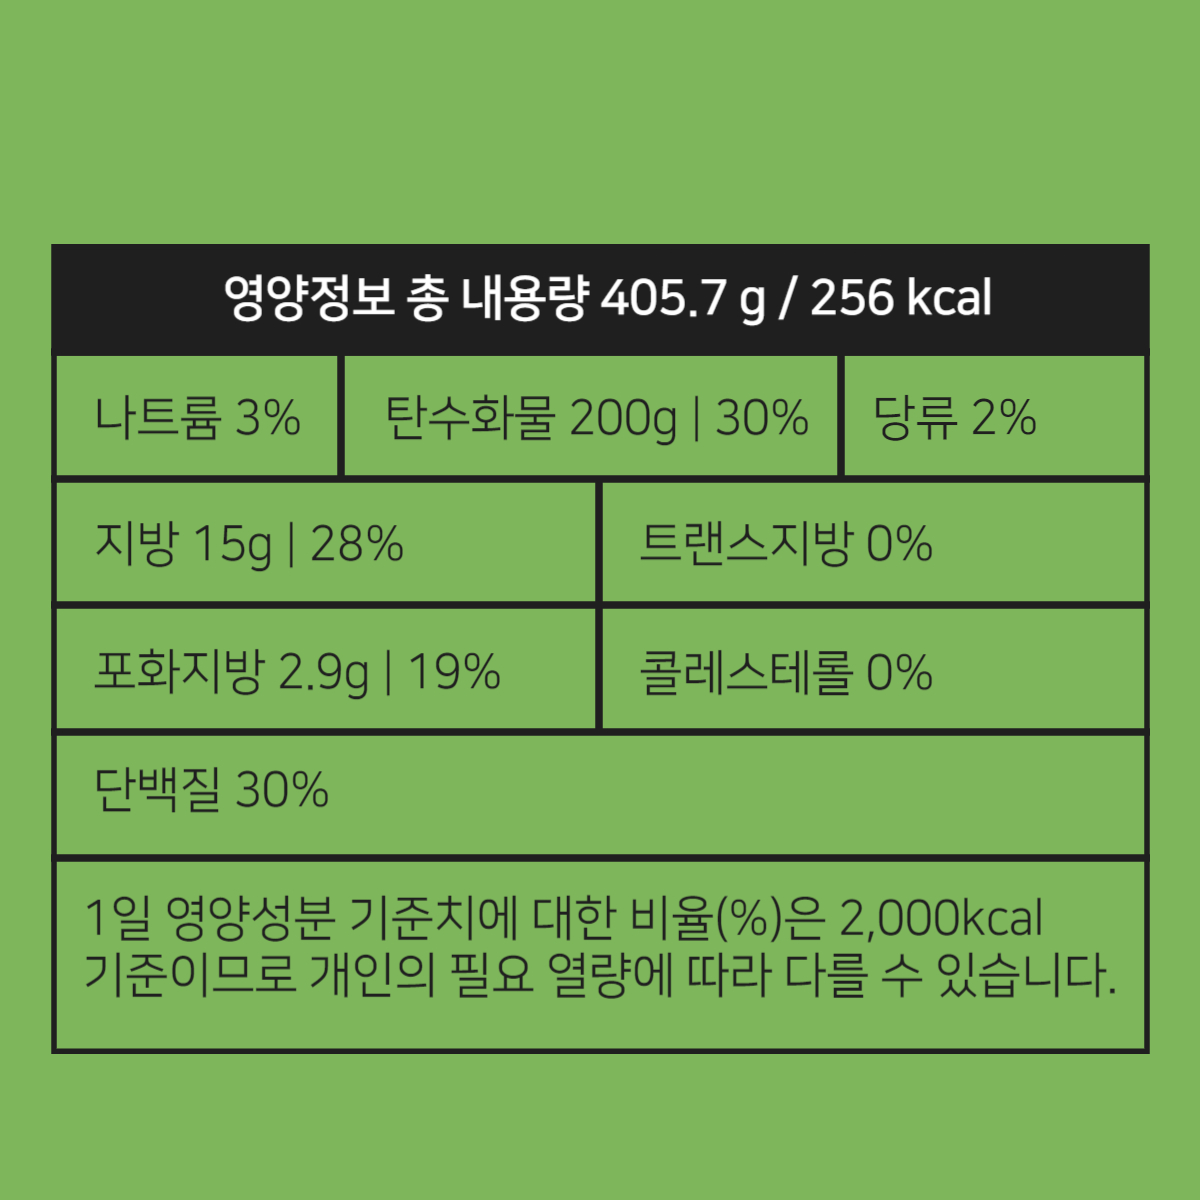 영양정보 총 내용량 405.7 g / 256 kcal
나트륨 3%
탄수화물 200g | 30%
당류 2%
지방 15g | 28%
트랜스지방 0%
포화지방 2.9g | 19%
콜레스테롤 0%
단백질 30%
1일 영양성분 기준치에 대한 비율(%)은 2,000kcal
기준이므로 개인의 필요 열량에 따라 다를 수 있습니다.